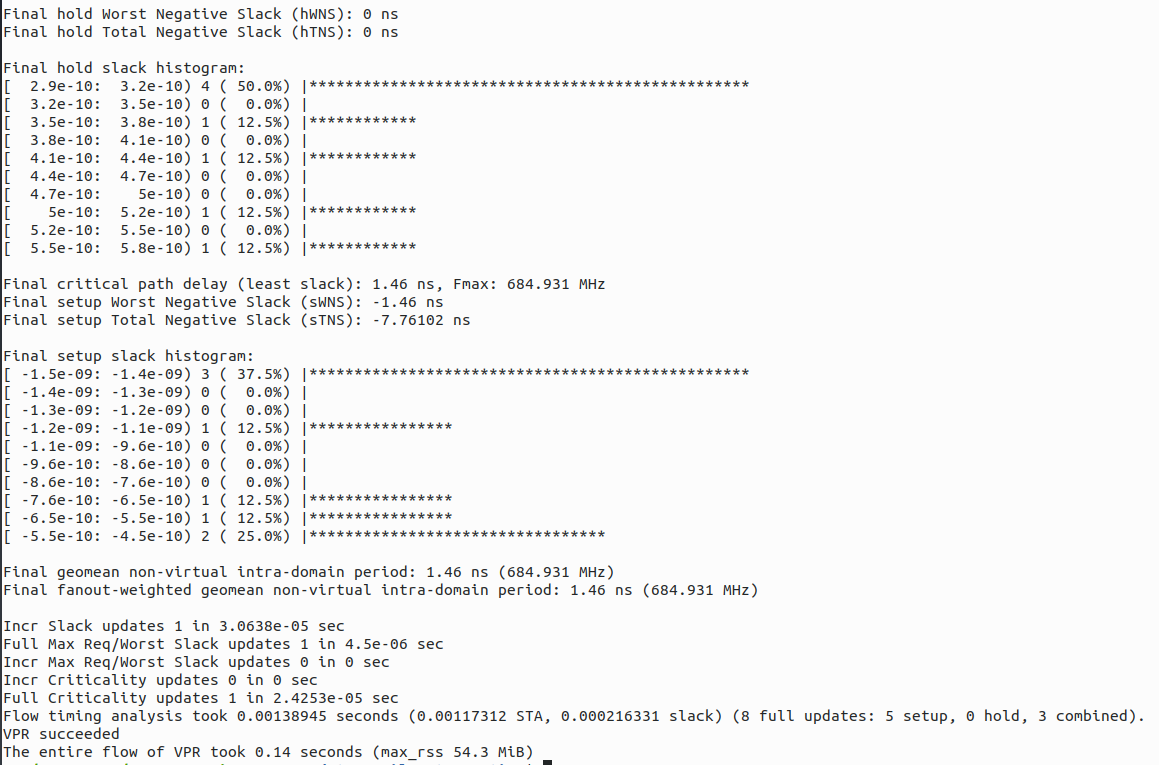 Final hold Worst Negative Slack (hWNS): 0 ns
Final hold Total Negative Slack (hTNS): 0 ns
Final hold slack histogram:
[  2.9e-10:  3.2e-10) 4 ( 50.0%) |*************************************************
[  3.2e-10:  3.5e-10) 0 (  0.0%) |
[  3.5e-10:  3.8e-10) 1 ( 12.5%) |************
[  3.8e-10:  4.1e-10) 0 (  0.0%) |
[  4.1e-10:  4.4e-10) 1 ( 12.5%) |************
[  4.4e-10:  4.7e-10) 0 (  0.0%) |
[  4.7e-10:    5e-10) 0 (  0.0%) |
[    5e-10:  5.2e-10) 1 ( 12.5%) |************
[  5.2e-10:  5.5e-10) 0 (  0.0%) |
[  5.5e-10:  5.8e-10) 1 ( 12.5%) |************
Final critical path delay (least slack): 1.46 ns, Fmax: 684.931 MHz
Final setup Worst Negative Slack (sWNS): -1.46 ns
Final setup Total Negative Slack (sTNS): -7.76102 ns
Final setup slack histogram:
[ -1.5e-09: -1.4e-09) 3 ( 37.5%) |*************************************************
[ -1.4e-09: -1.3e-09) 0 (  0.0%) |
[ -1.3e-09: -1.2e-09) 0 (  0.0%) |
[ -1.2e-09: -1.1e-09) 1 ( 12.5%) |****************
[ -1.1e-09: -9.6e-10) 0 (  0.0%) |
[ -9.6e-10: -8.6e-10) 0 (  0.0%) |
[ -8.6e-10: -7.6e-10) 0 (  0.0%) |
[ -7.6e-10: -6.5e-10) 1 ( 12.5%) |****************
[ -6.5e-10: -5.5e-10) 1 ( 12.5%) |****************
[ -5.5e-10: -4.5e-10) 2 ( 25.0%) |*********************************
Final geomean non-virtual intra-domain period: 1.46 ns (684.931 MHz)
Final fanout-weighted geomean non-virtual intra-domain period: 1.46 ns (684.931 MHz)
Incr Slack updates 1 in 3.0638e-05 sec
Full Max Req/Worst Slack updates 1 in 4.5e-06 sec
Incr Max Req/Worst Slack updates 0 in 0 sec
Incr Criticality updates 0 in 0 sec
Full Criticality updates 1 in 2.4253e-05 sec
Flow timing analysis took 0.00138945 seconds (0.00117312 STA, 0.000216331 slack) (8 full updates: 5 setup, 0 hold, 3 combined).
VPR succeeded
The entire flow of VPR took 0.14 seconds (max_rss 54.3 MiB)